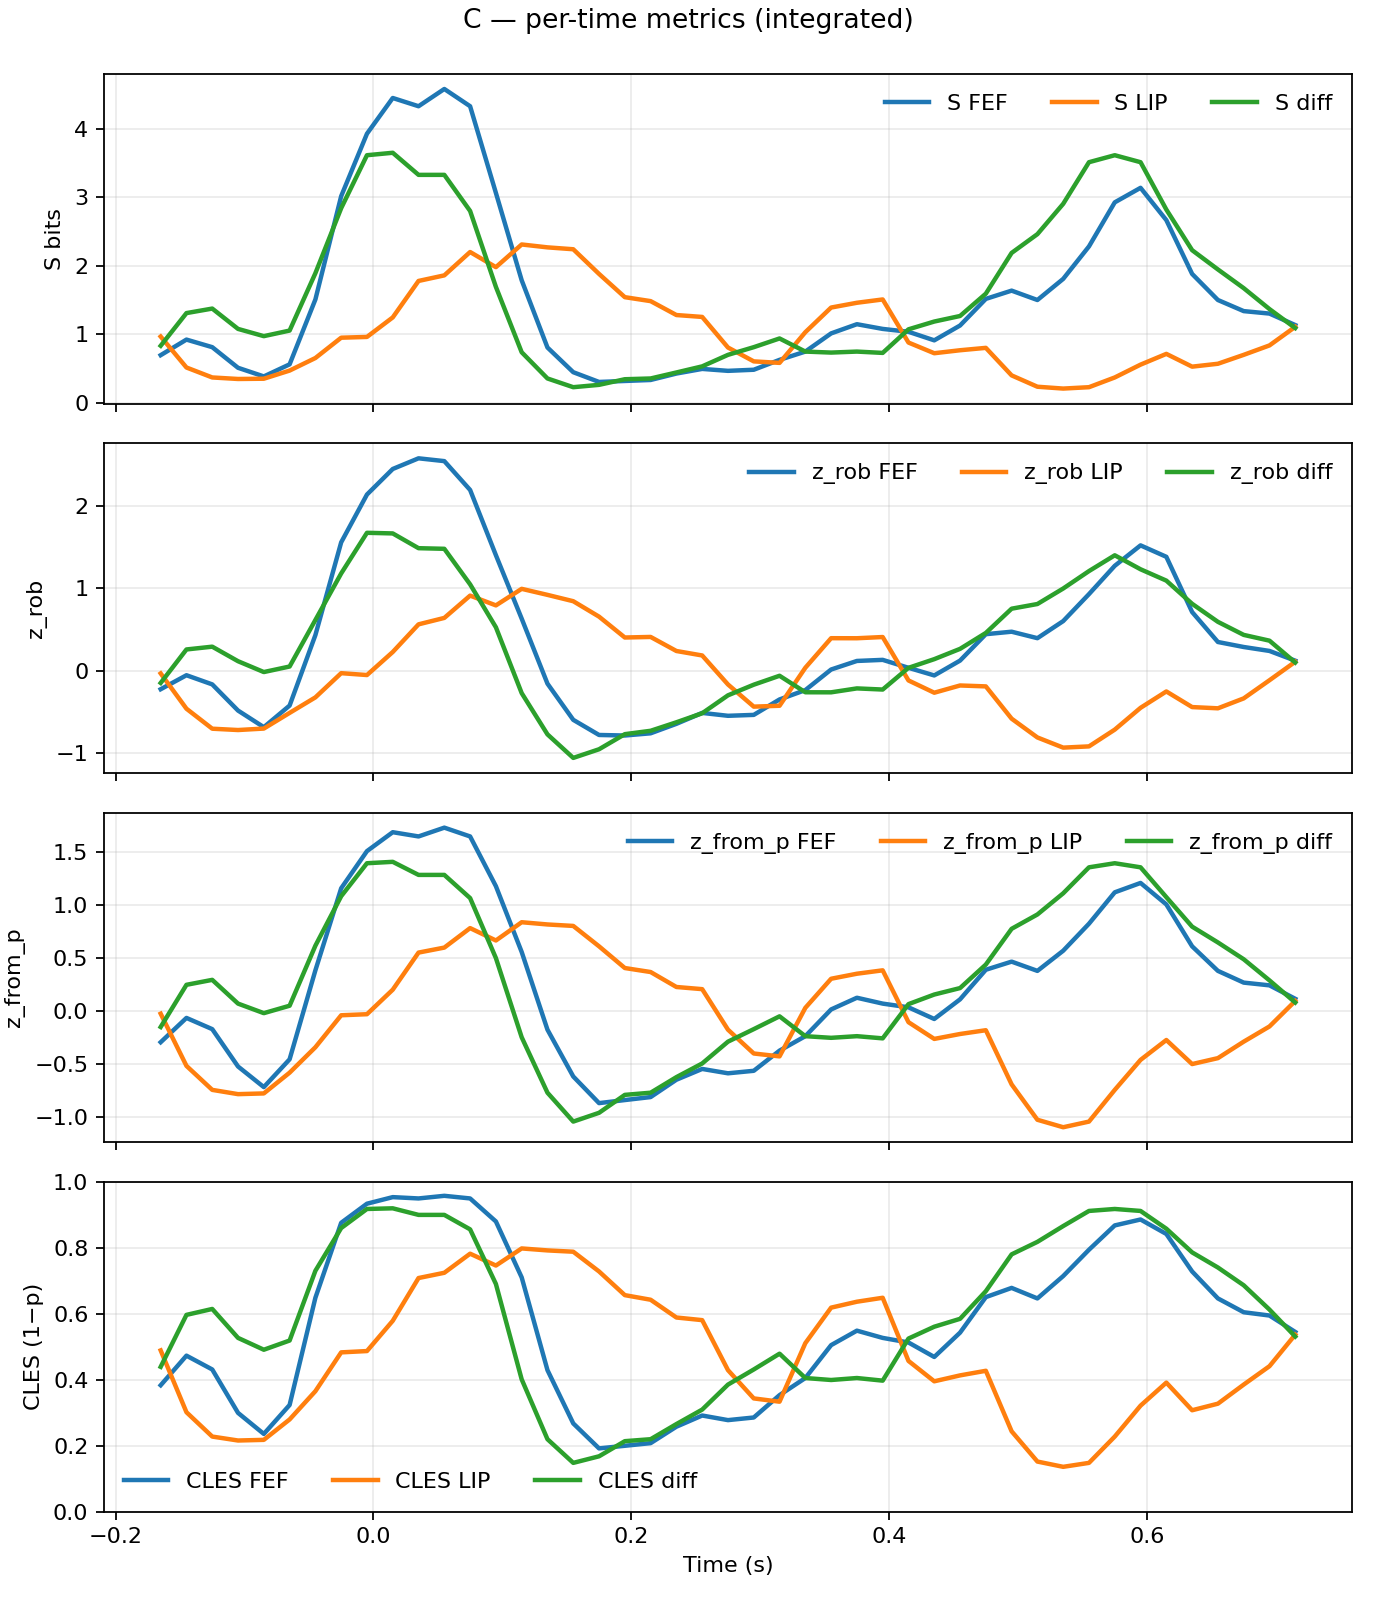 C — per-time metrics (integrated)
S FEF S LIP S diff
S bits
4
3
2
1
0
z_rob FEF z_rob LIP z_rob diff
z_rob
2
1
0
−1
z_from_p FEF z_from_p LIP z_from_p diff
z_from_p
1.5
1.0
0.5
0.0
−0.5
−1.0
CLES (1−p)
1.0
0.8
0.6
0.4
0.2
0.0
CLES FEF CLES LIP CLES diff
−0.2 0.0 0.2 0.4 0.6
Time (s)